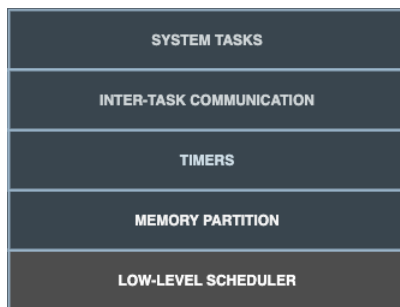 SYSTEM TASKS
INTER-TASK COMMUNICATION
TIMERS
MEMORY PARTITION
LOW-LEVEL SCHEDULER